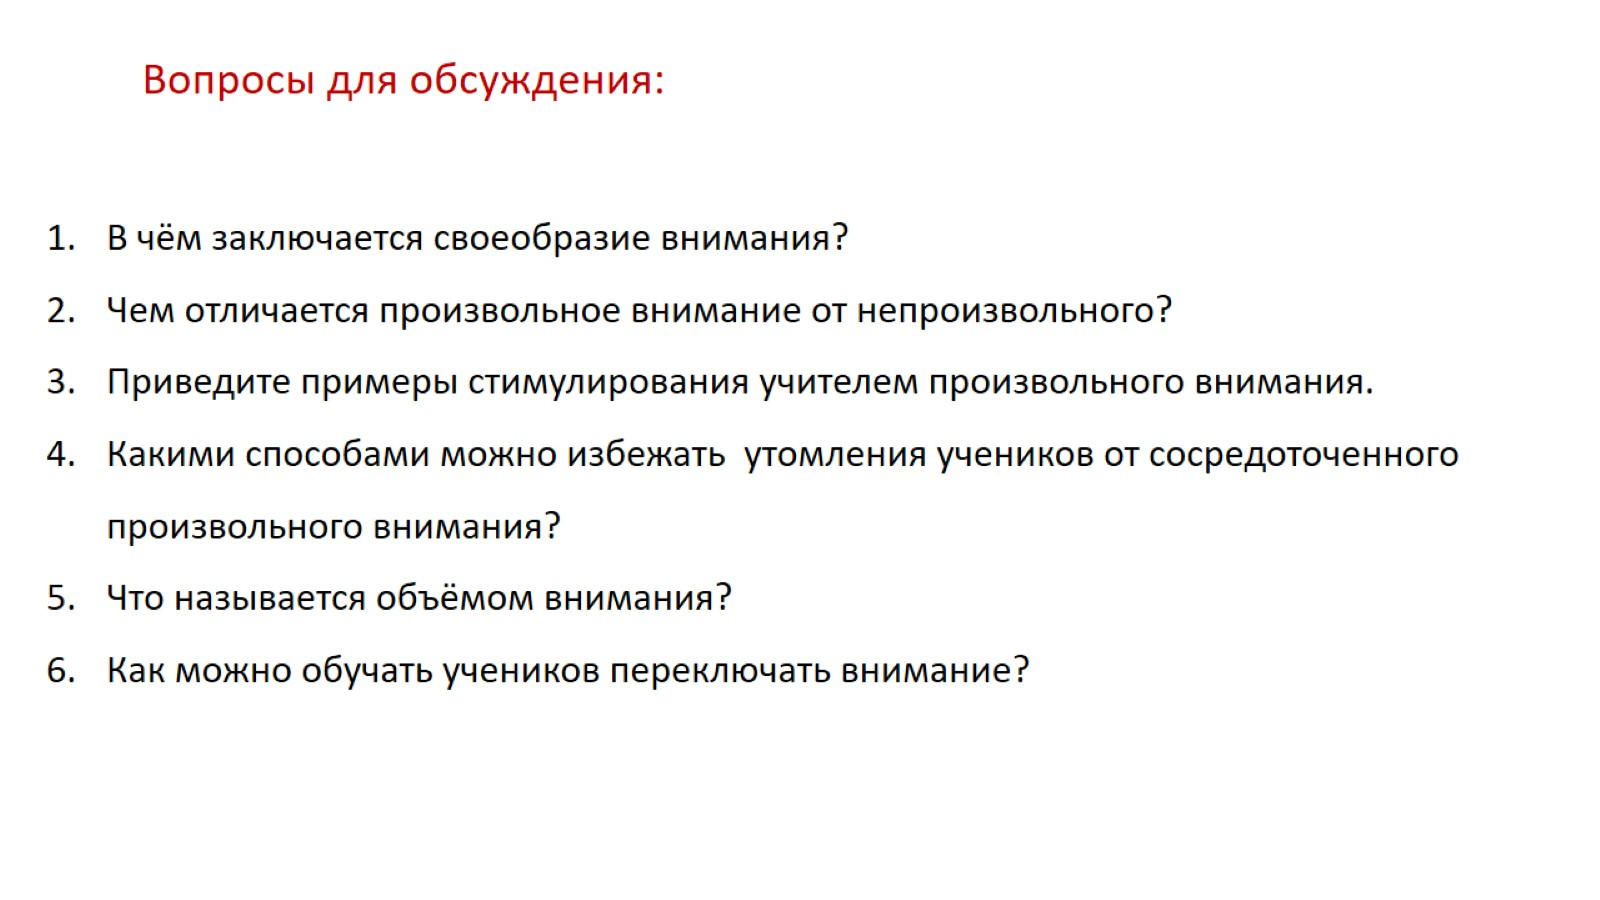 Вопросы для обсуждения:
1. В чём заключается своеобразие внимания?
2. Чем отличается произвольное внимание от непроизвольного?
3. Приведите примеры стимулирования учителем произвольного внимания.
4. Какими способами можно избежать  утомления учеников от сосредоточенного
произвольного внимания?
5. Что называется объёмом внимания?
6. Как можно обучать учеников переключать внимание?